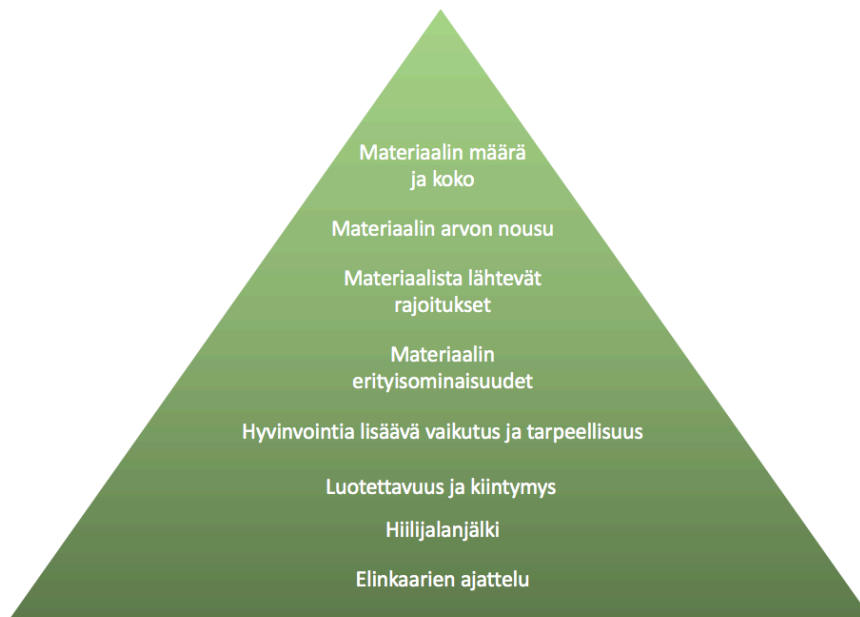 Materiaalin määrä
ja koko
Materiaalin arvon nousu
Materiaalista lähtevät
rajoitukset
Materiaalin
erityisominaisuudet
Hyvinvointia lisäävä vaikutus ja tarpeellisuus
Luotettavuus ja kiintymys
Hiilijalanjälki
Elinkaarien ajattelu